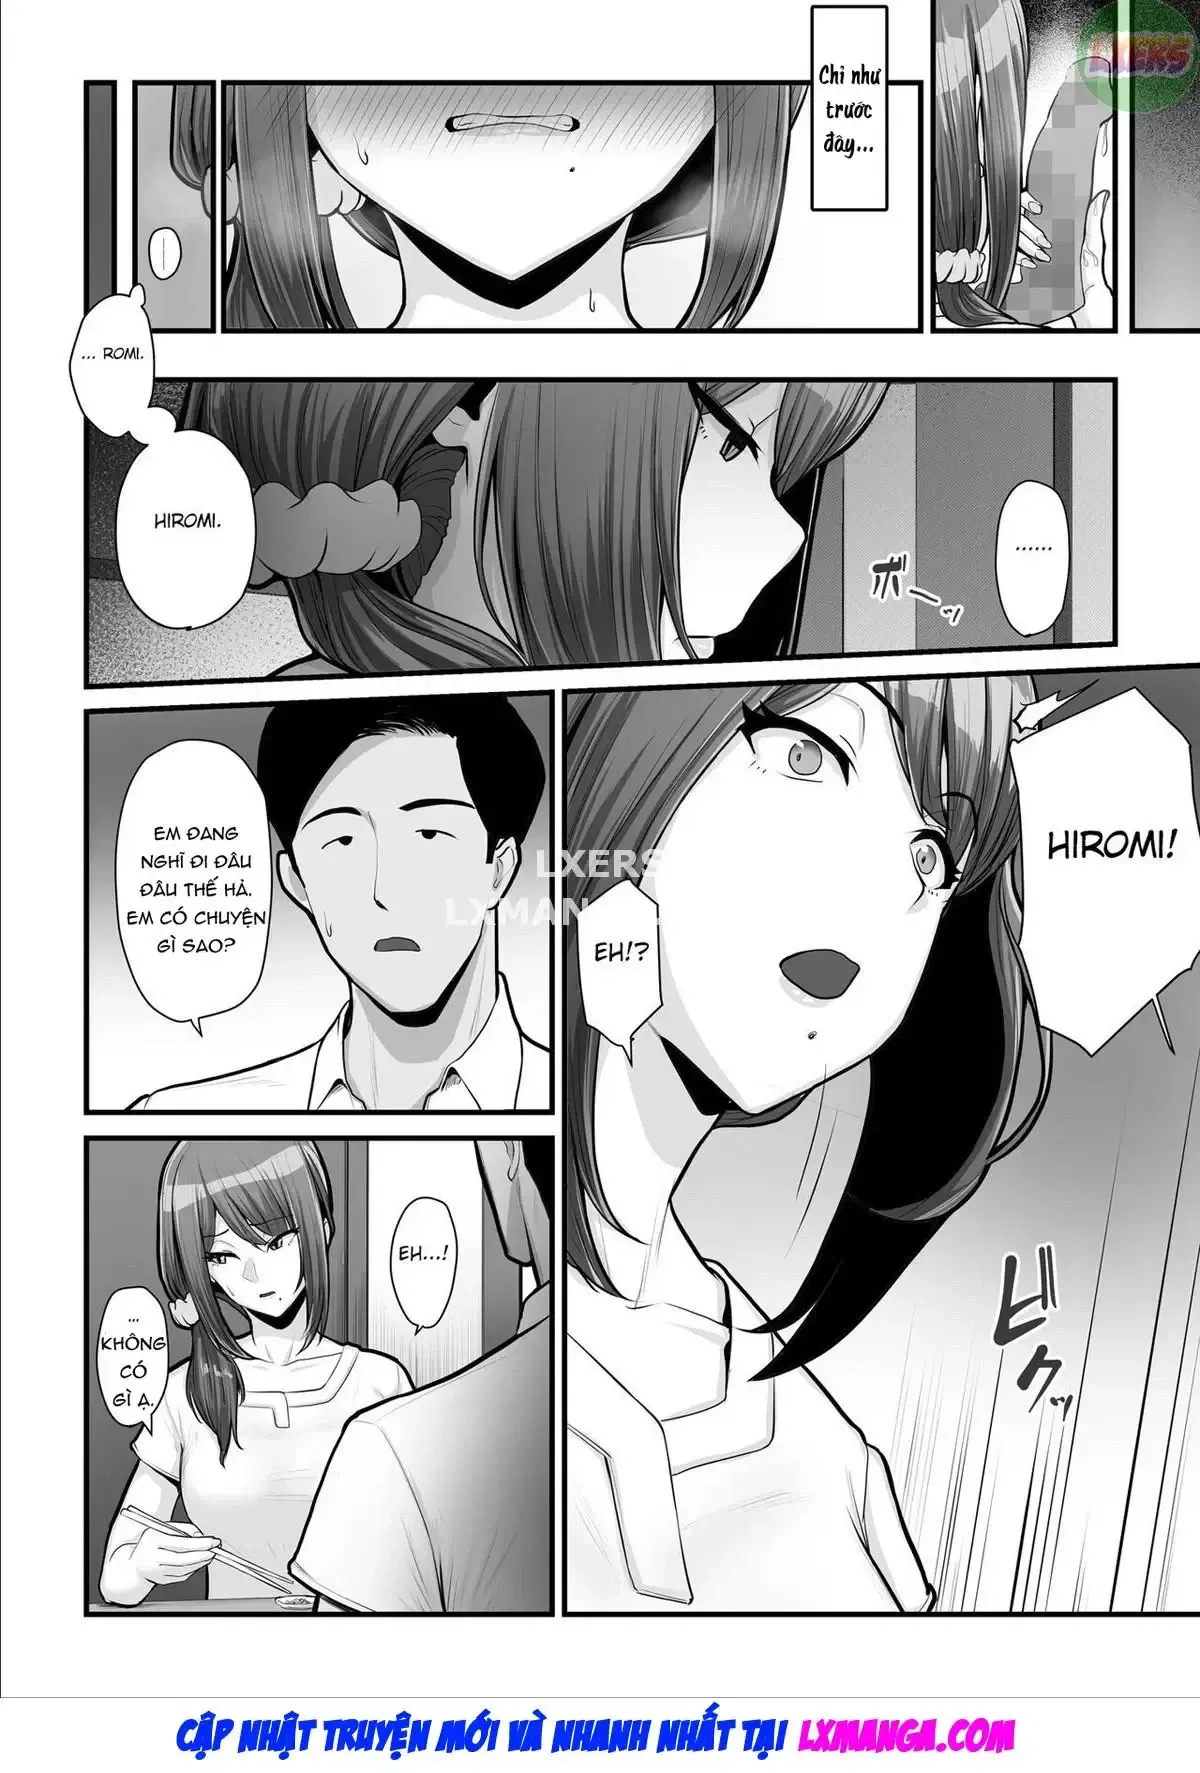 LXERS
Chỉ như
trước
đây...
...
... ROMI.
HIROMI.
......
ボーッ
HIROMI!
EH!?
ビクッ
EM ĐANG
NGHĨ ĐI ĐÂU
ĐÂU THẾ HẢ.
EM CÓ CHUYỆN
GÌ SAO?
LXERS
EH...!
...
KHÔNG
CÓ
GÌ Ạ.
CẬP NHẬT TRUYỆN MỚI VÀ NHANH NHẤT TẠI LXMANGA.COM